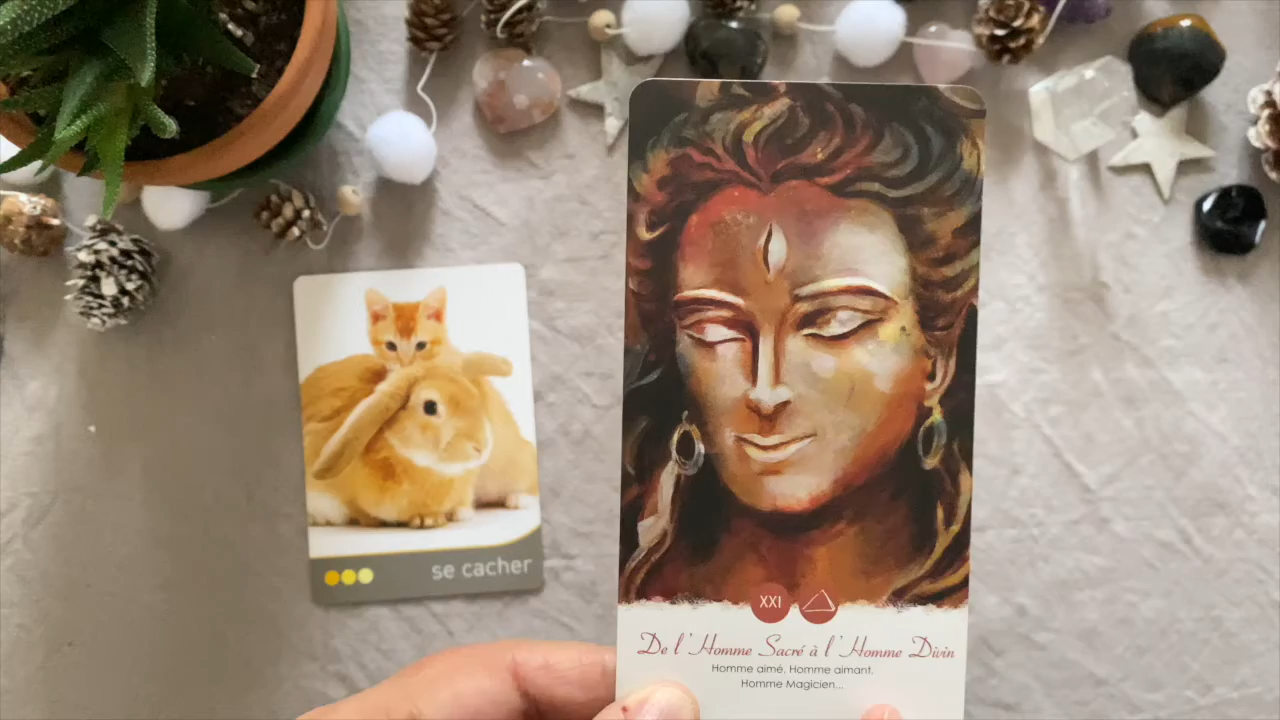 se cacher
XXI
De l'Homme Sacré à l'Homme Divin
Homme aimé, Homme aimant,
Homme Magicien...